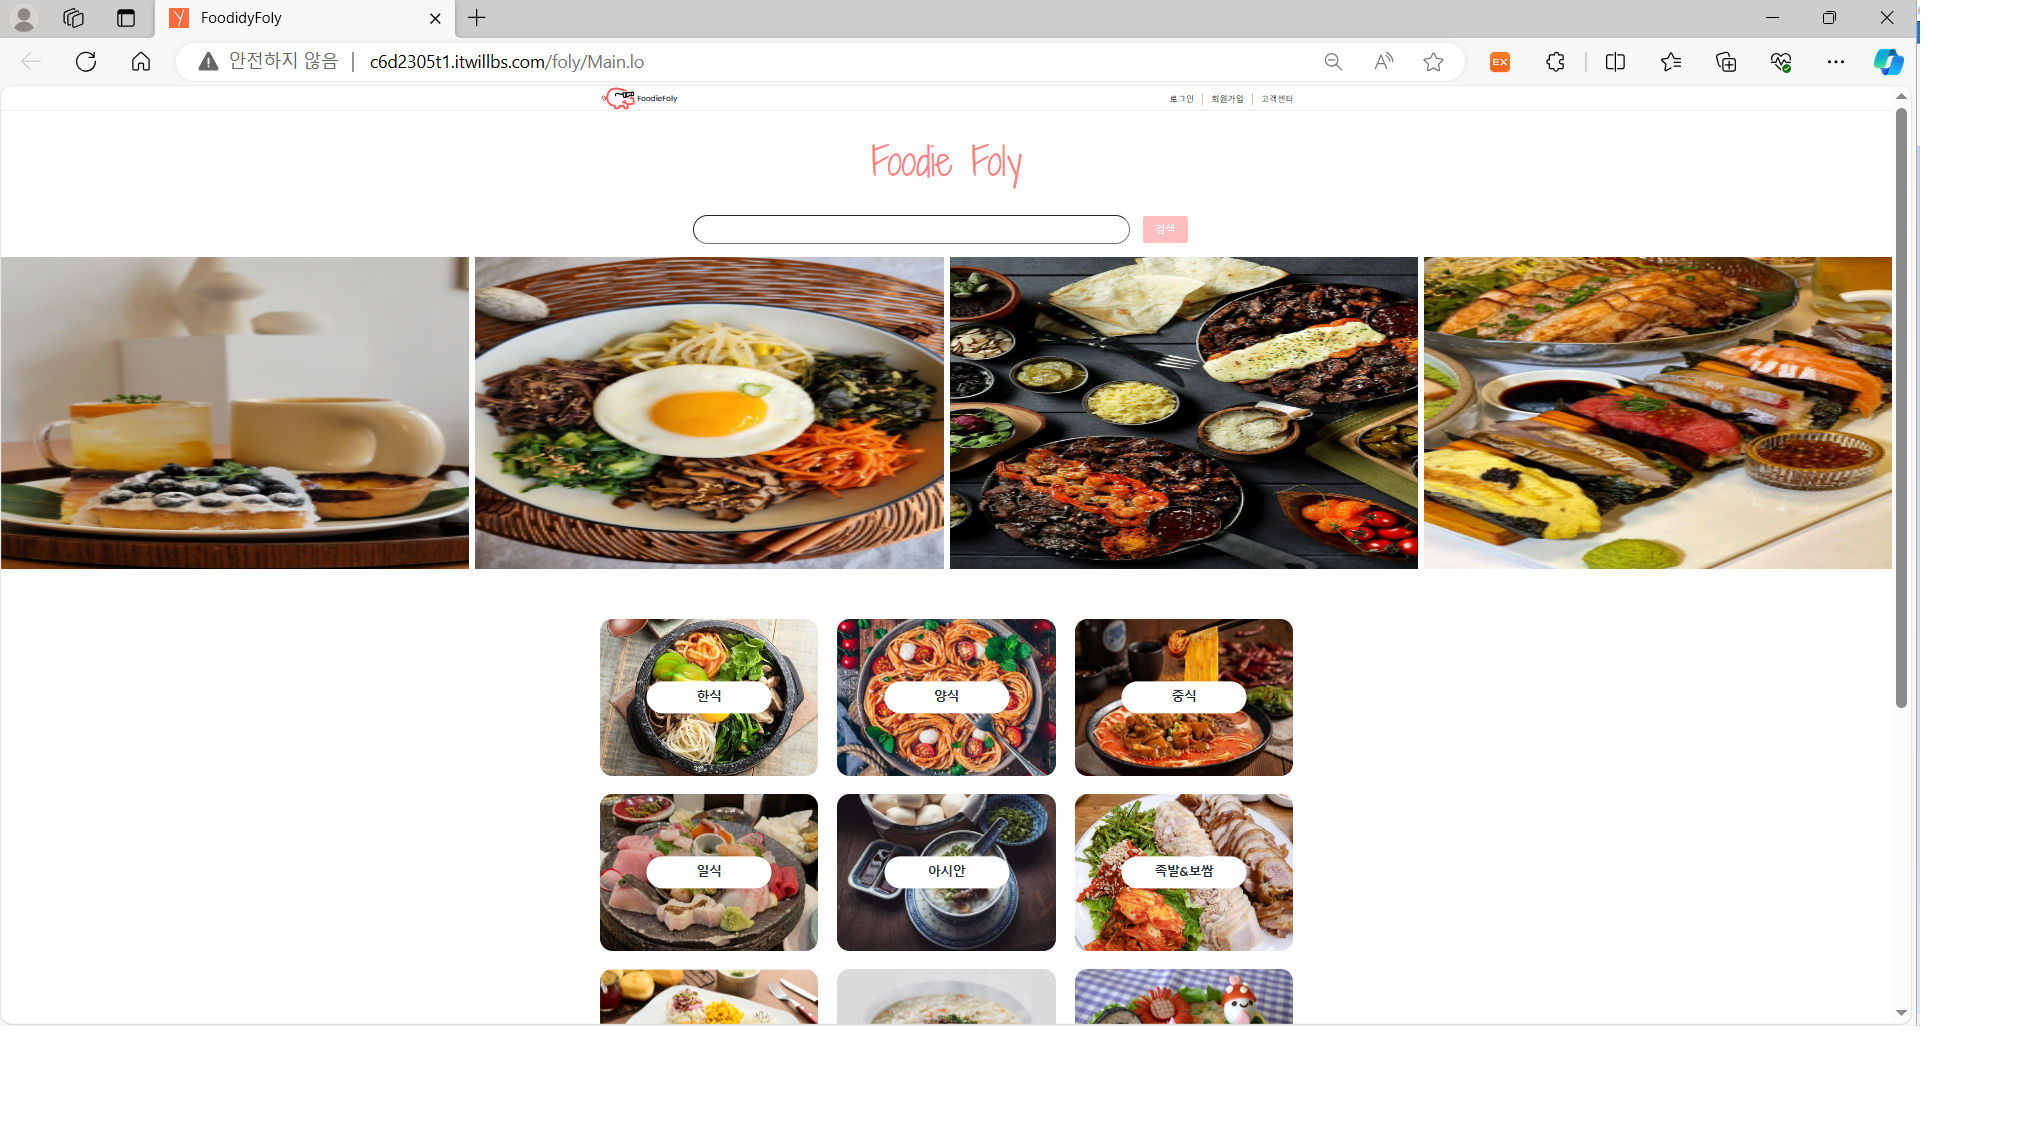 FoodidyFoly
안전하지 않음 c6d2305t1.itwillbs.com/foly/Main.lo
EX
FoodieFoly 로그인 회원가입 고객센터
Foodie Foly
검색
한식 양식 중식
일식 아시안 족발&보쌈